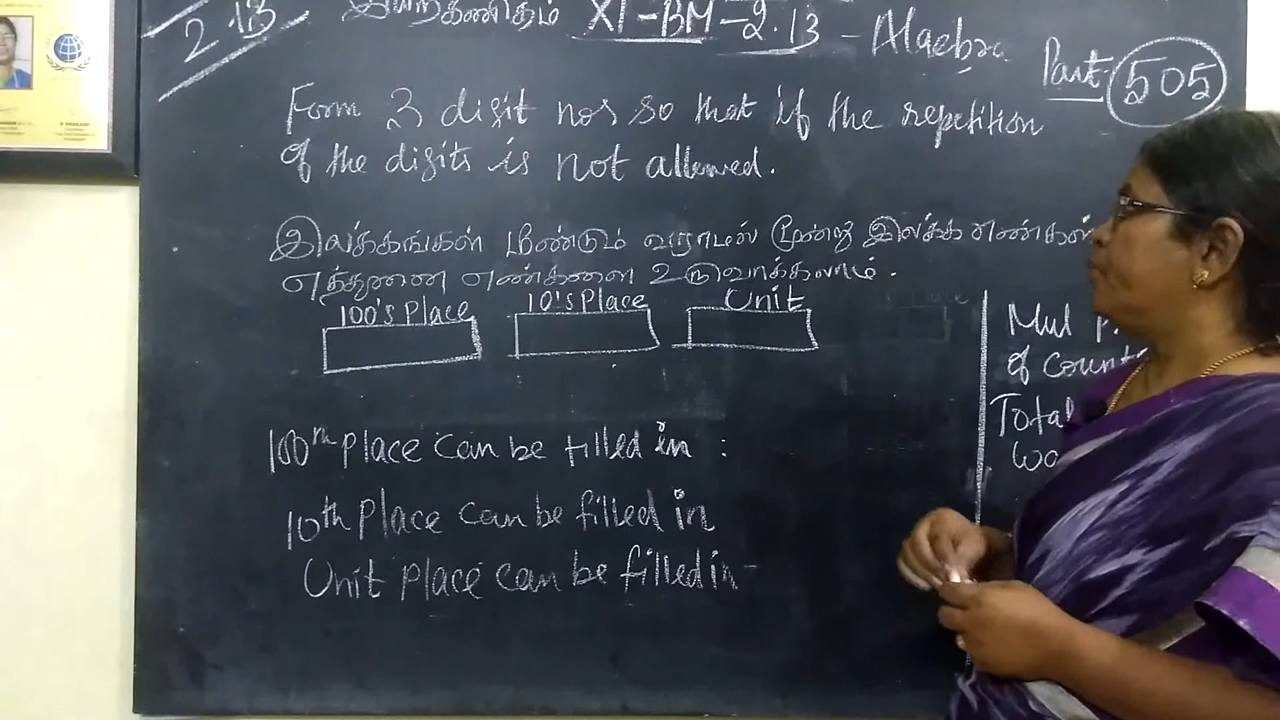 2.13
இயற்கணிதம் XI-BM-2.13 - Algebra
Part 505
Form 3 digit nos so that if the repetition
of the digits is not allowed.
இலக்கங்கள் மீண்டும் வராமல் மூன்று இலக்க எண்கள்
எத்தனை எண்களை உருவாக்கலாம்.
100's Place 10's Place Unit
100th place can be filled in :
10th place can be filled in
Unit place can be filled in -
Mul
of count
Total